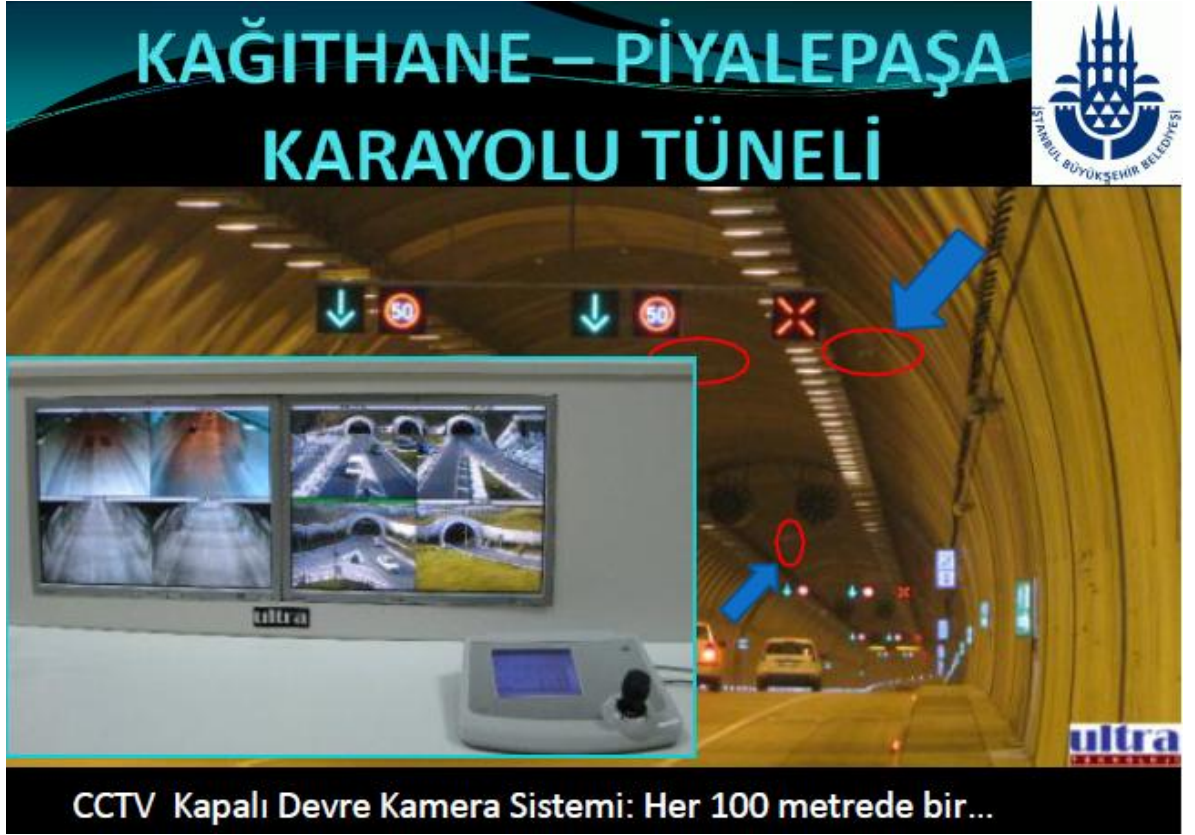 KAĞITHANE – PİYALEPAŞA
KARAYOLU TÜNELİ
İSTANBUL BÜYÜKŞEHİR BELEDİYESİ
50
50
ultra
ultra
TEKNOLOJİ
CCTV Kapalı Devre Kamera Sistemi: Her 100 metrede bir...